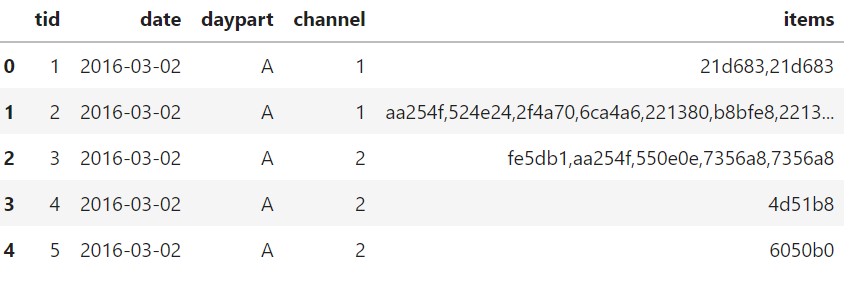 tid date daypart channel items
0 1 2016-03-02 A 1 21d683,21d683
1 2 2016-03-02 A 1 aa254f,524e24,2f4a70,6ca4a6,221380,b8bfe8,2213...
2 3 2016-03-02 A 2 fe5db1,aa254f,550e0e,7356a8,7356a8
3 4 2016-03-02 A 2 4d51b8
4 5 2016-03-02 A 2 6050b0